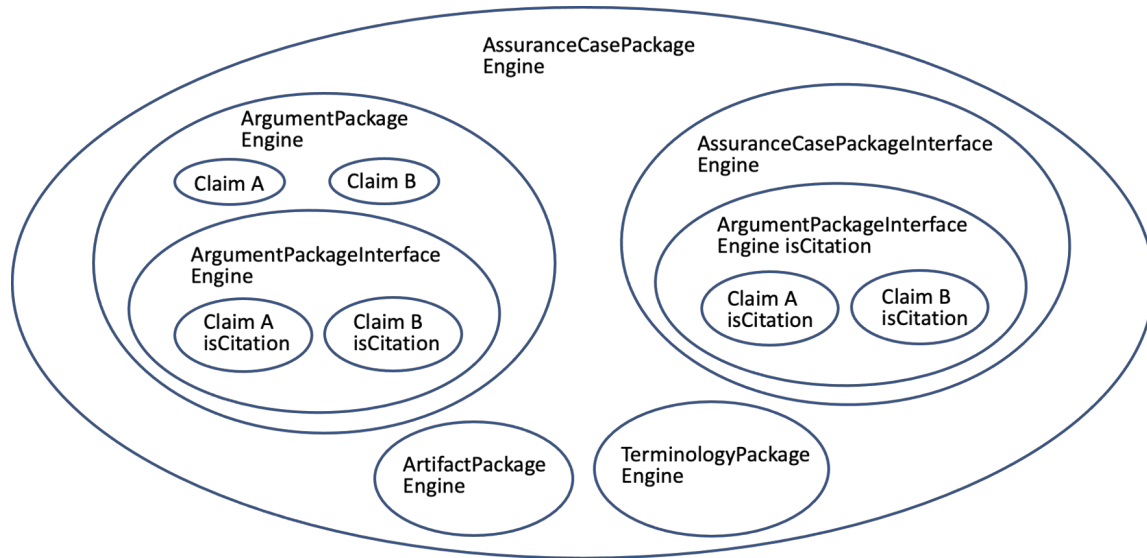 AssuranceCasePackage
Engine
ArgumentPackage
Engine
Claim A
Claim B
ArgumentPackageInterface
Engine
Claim A
isCitation
Claim B
isCitation
AssuranceCasePackageInterface
Engine
ArgumentPackageInterface
Engine isCitation
Claim A
isCitation
Claim B
isCitation
ArtifactPackage
Engine
TerminologyPackage
Engine